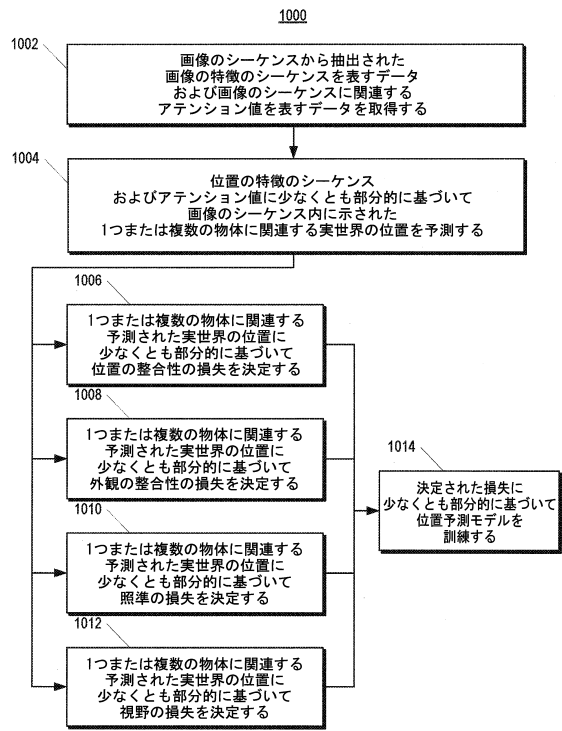 1000
1002
画像のシーケンスから抽出された
画像の特徴のシーケンスを表すデータ
および画像のシーケンスに関連する
アテンション値を表すデータを取得する
1004
位置の特徴のシーケンス
およびアテンション値に少なくとも部分的に基づいて
画像のシーケンス内に示された
1つまたは複数の物体に関連する実世界の位置を予測する
1006
1つまたは複数の物体に関連する
予測された実世界の位置に
少なくとも部分的に基づいて
位置の整合性の損失を決定する
1008
1つまたは複数の物体に関連する
予測された実世界の位置に
少なくとも部分的に基づいて
外観の整合性の損失を決定する
1010
1つまたは複数の物体に関連する
予測された実世界の位置に
少なくとも部分的に基づいて
照準の損失を決定する
1012
1つまたは複数の物体に関連する
予測された実世界の位置に
少なくとも部分的に基づいて
視野の損失を決定する
1014
決定された損失に
少なくとも部分的に基づいて
位置予測モデルを
訓練する